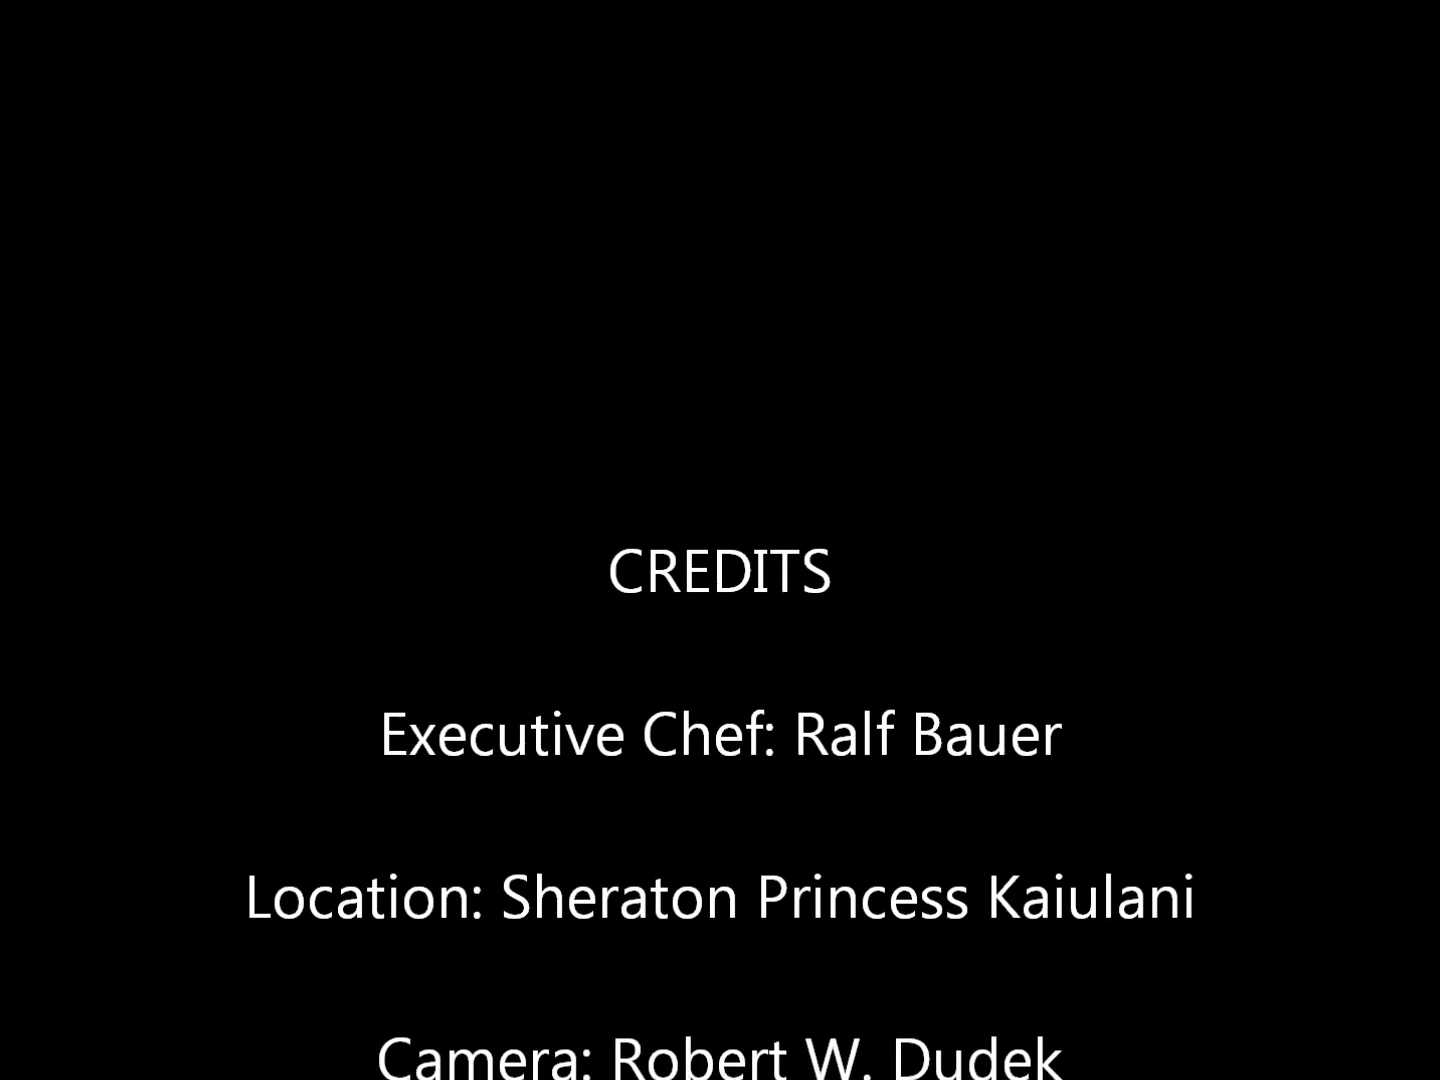 CREDITS
Executive Chef: Ralf Bauer
Location: Sheraton Princess Kaiulani
Camera: Robert W. Dudek